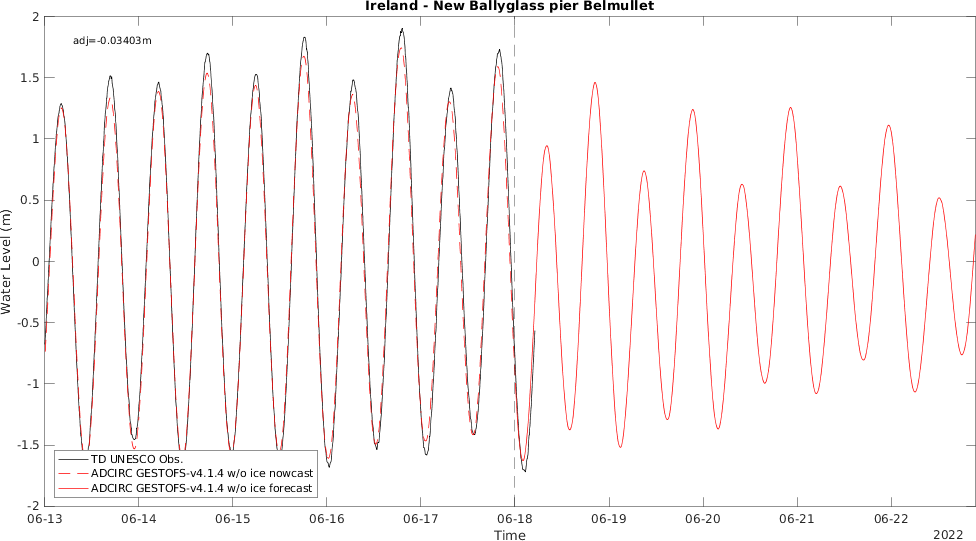 Ireland - New Ballyglass pier Belmullet
adj=-0.03403m
2
1.5
1
0.5
0
-0.5
-1
-1.5
-2
Water Level (m)
TD UNESCO Obs.
ADCIRC GESTOFS-v4.1.4 w/o ice nowcast
ADCIRC GESTOFS-v4.1.4 w/o ice forecast
06-13 06-14 06-15 06-16 06-17 06-18 06-19 06-20 06-21 06-22
Time
2022